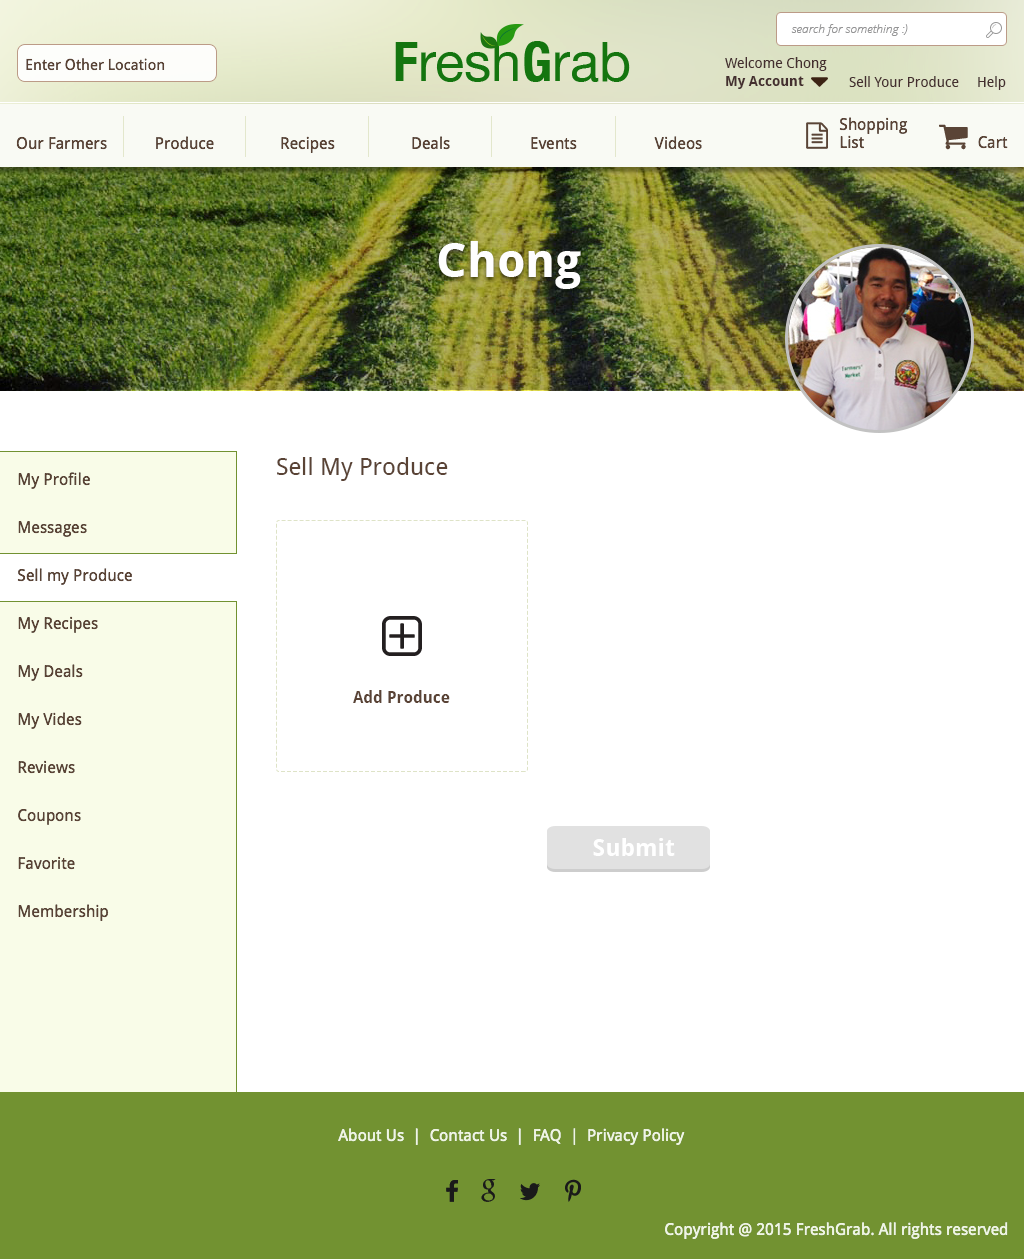 search for something :)
Enter Other Location
FreshGrab
Welcome Chong
My Account
Sell Your Produce
Help
Our Farmers
Produce
Recipes
Deals
Events
Videos
Shopping
List
Cart
Chong
Farmers'
Market
Sell My Produce
My Profile
Messages
Sell my Produce
My Recipes
My Deals
My Vides
Reviews
Coupons
Favorite
Membership
Add Produce
Submit
About Us | Contact Us | FAQ | Privacy Policy
Copyright @ 2015 FreshGrab. All rights reserved